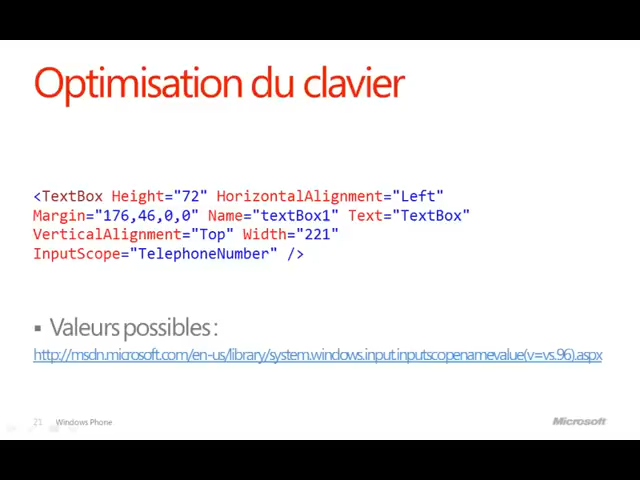 Optimisation du clavier
<TextBox Height="72" HorizontalAlignment="Left"
Margin="176,46,0,0" Name="textBox1" Text="TextBox"
VerticalAlignment="Top" Width="221"
InputScope="TelephoneNumber" />
▪ Valeurs possibles :
http://msdn.microsoft.com/en-us/library/system.windows.input.inputscopenamevalue(v=vs.96).aspx
21 Windows Phone Microsoft